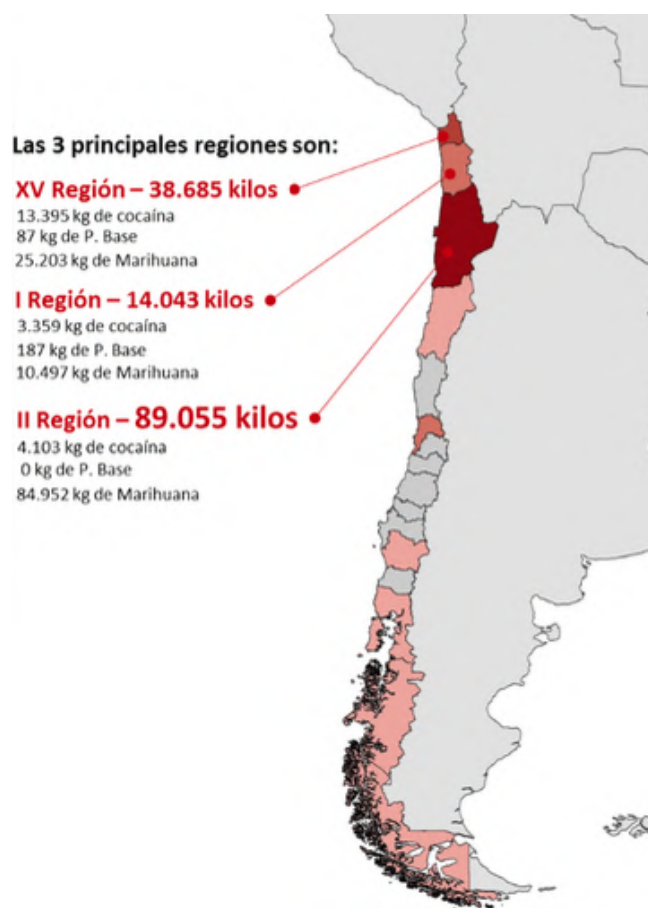 Las 3 principales regiones son:
XV Región – 38.685 kilos
13.395 kg de cocaína
87 kg de P. Base
25.203 kg de Marihuana
I Región – 14.043 kilos
3.359 kg de cocaína
187 kg de P. Base
10.497 kg de Marihuana
II Región – 89.055 kilos
4.103 kg de cocaína
0 kg de P. Base
84.952 kg de Marihuana